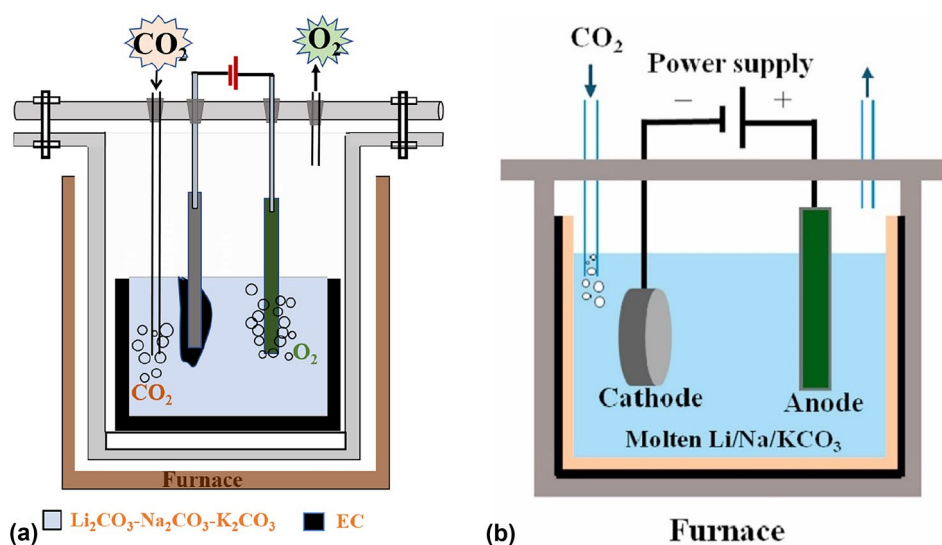 CO₂
O₂
CO₂
O₂
Furnace
Li₂CO₃-Na₂CO₃-K₂CO₃
EC
(a)
CO₂
Power supply
− +
Cathode
Anode
Molten Li/Na/KCO₃
Furnace
(b)